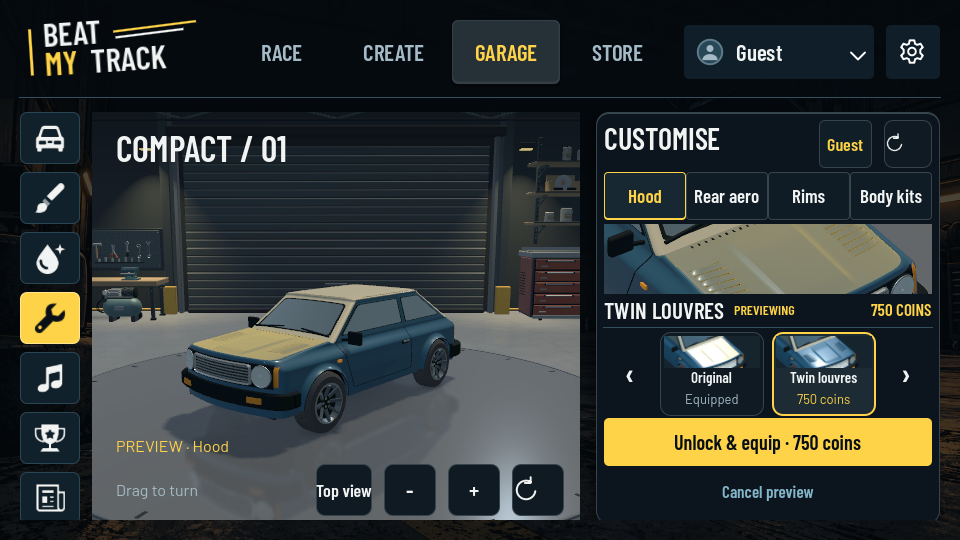 BEAT
MY TRACK
RACE
CREATE
GARAGE
STORE
Guest
COMPACT / 01
PREVIEW · Hood
Drag to turn
Top view
-
+
CUSTOMISE
Guest
Hood
Rear aero
Rims
Body kits
TWIN LOUVRES PREVIEWING 750 COINS
‹
Original
Equipped
Twin louvres
750 coins
›
Unlock & equip · 750 coins
Cancel preview